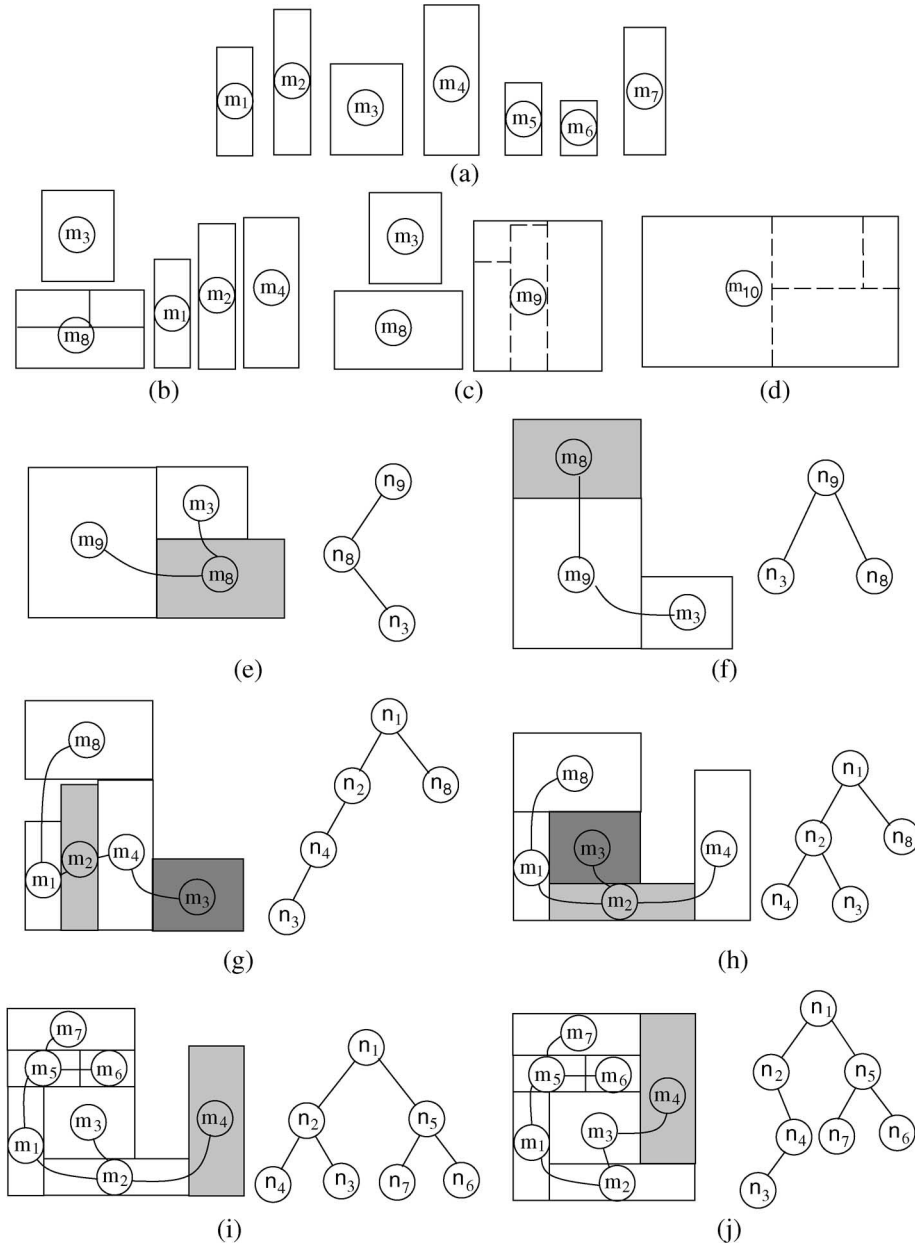 m1 m2 m3 m4 m5 m6 m7
(a)
m3 m8 m1 m2 m4
(b)
m3 m8 m9
(c)
m10
(d)
m9 m3 m8
n9
n8
n3
(e)
m8
m9 m3
n9
n3 n8
(f)
m8
m1 m2 m4 m3
n1
n2 n8
n4
n3
(g)
m8
m3 m4
m1 m2
n1
n2 n8
n4 n3
(h)
m7
m5 m6
m3 m4
m1 m2
n1
n2 n5
n4 n3 n7 n6
(i)
m7
m5 m6
m4
m1 m3
m2
n1
n2 n5
n4 n7 n6
n3
(j)